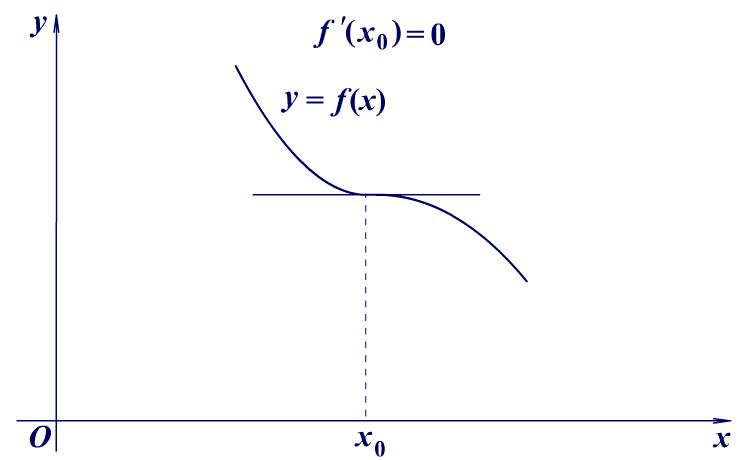 y
f ′(x₀) = 0
y = f(x)
O
x₀
x